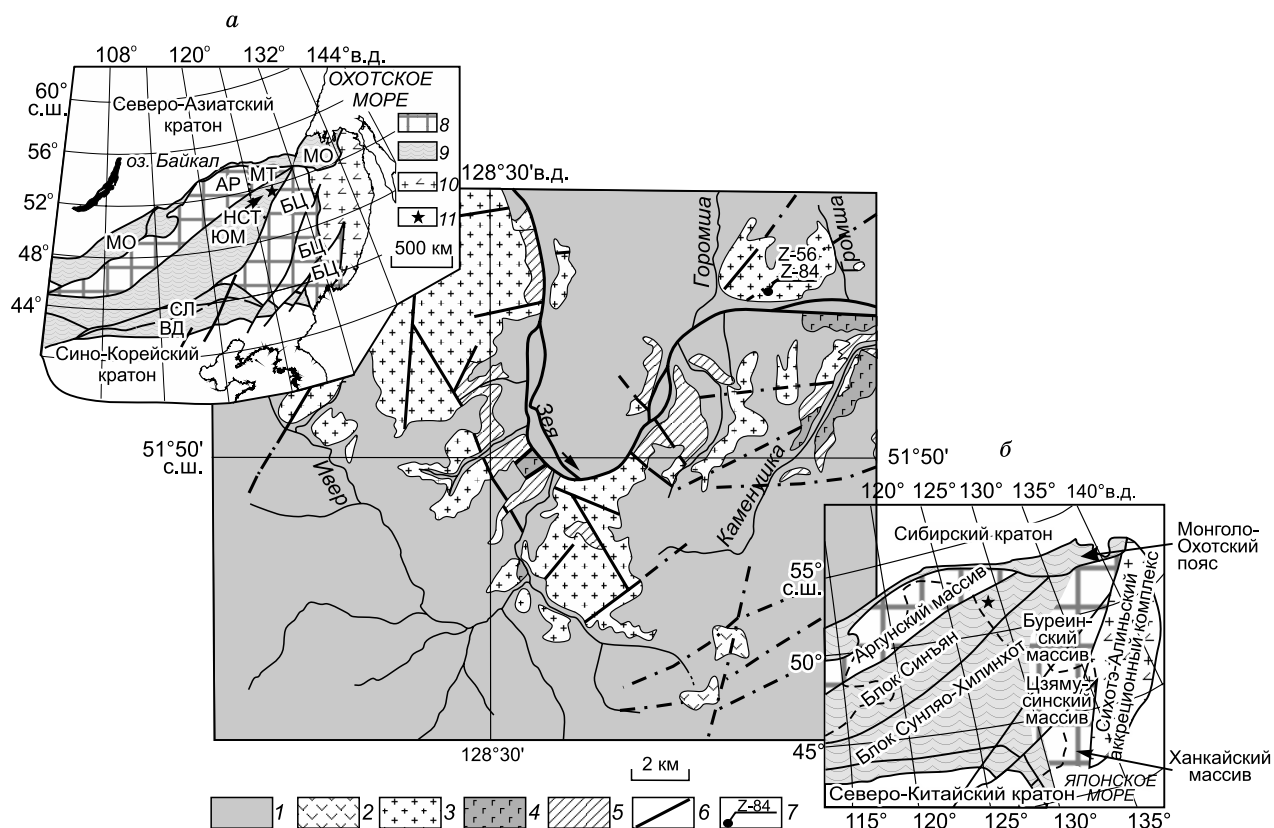 а
108° 120° 132° 144° в.д.
ОХОТСКОЕ
МОРЕ
60°
с.ш.
56°
52°
48°
44°
Северо-Азиатский
кратон
оз. Байкал
МО
АР
МТ
НСТ
ЮМ
БЦ
МО
БЦ
БЦ
СЛ
ВД
Сино-Корейский
кратон
8
9
10
11
500 км
128°30' в.д.
Горомша
Громша
Z-56
Z-84
Зея
Ивер
Каменушка
51°50'
с.ш.
51°50'
128°30'
2 км
б
120° 125° 130° 135° 140° в.д.
55°
с.ш.
50°
45°
Сибирский кратон
Монголо-
Охотский
пояс
Аргунский массив
Блок Синъян
Блок Сунляо-Хилинхот
Буреин-
ский
массив
Цзяму-
синский
массив
Сихотэ-Алиньский
аккреционный комплекс
Ханкайский
массив
ЯПОНСКОЕ
МОРЕ
Северо-Китайский кратон
115° 120° 125° 130° 135°
1 2 3 4 5 6 Z-84 7